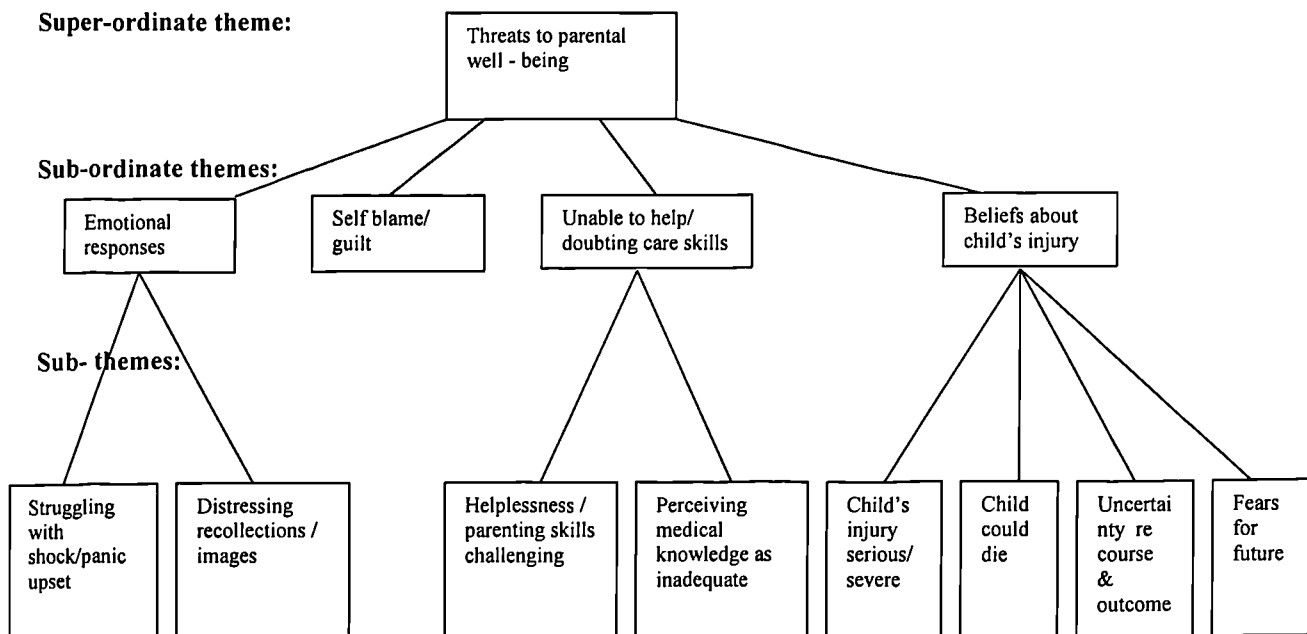 Super-ordinate theme:
Threats to parental
well - being
Sub-ordinate themes:
Emotional
responses
Self blame/
guilt
Unable to help/
doubting care skills
Beliefs about
child's injury
Sub- themes:
Struggling
with
shock/panic
upset
Distressing
recollections /
images
Helplessness /
parenting skills
challenging
Perceiving
medical
knowledge as
inadequate
Child's
injury
serious/
severe
Child
could
die
Uncertai
nty re
course
&
outcome
Fears
for
future